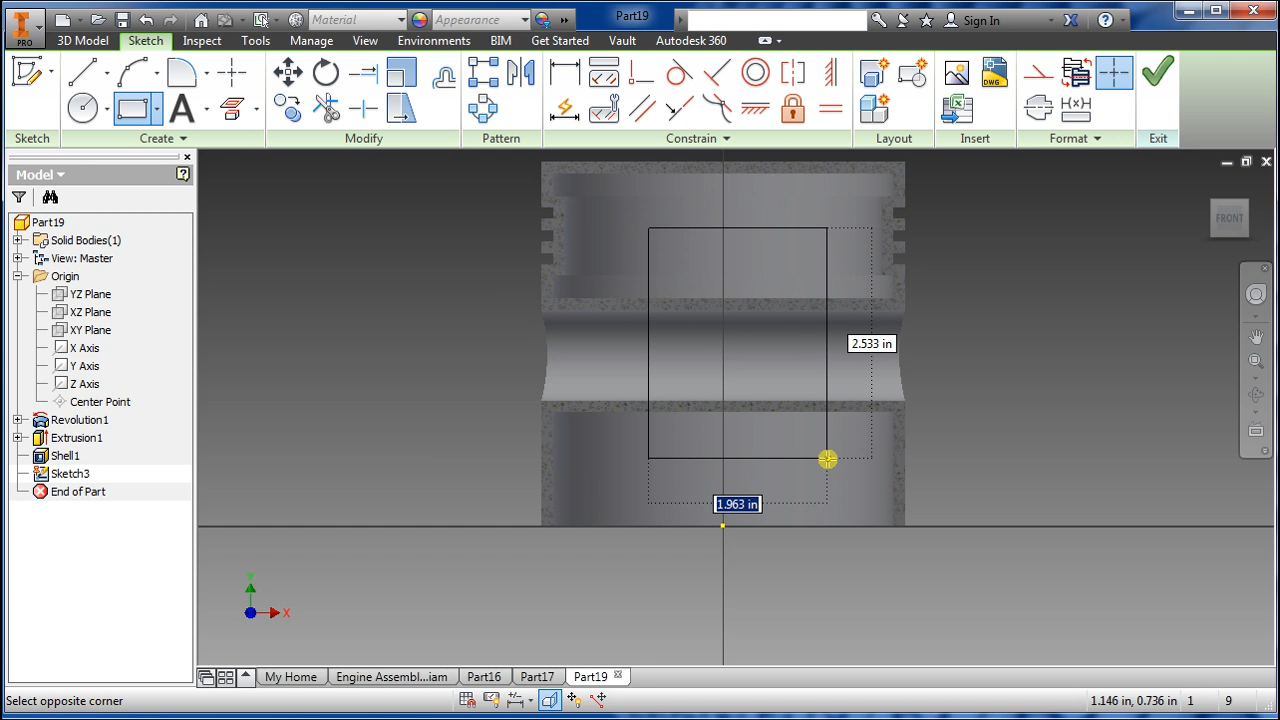 Material
Appearance
Part19
Sign In
PRO
3D Model
Sketch
Inspect
Tools
Manage
View
Environments
BIM
Get Started
Vault
Autodesk 360
A
DWG
H(x)
Sketch
Create
Modify
Pattern
Constrain
Layout
Insert
Format
Exit
Model
Part19
Solid Bodies(1)
View: Master
Origin
YZ Plane
XZ Plane
XY Plane
X Axis
Y Axis
Z Axis
Center Point
Revolution1
Extrusion1
Shell1
Sketch3
End of Part
FRONT
2.533 in
1.963 in
Y
X
My Home
Engine Assembl...iam
Part16
Part17
Part19
Select opposite corner
1.146 in, 0.736 in
1
9